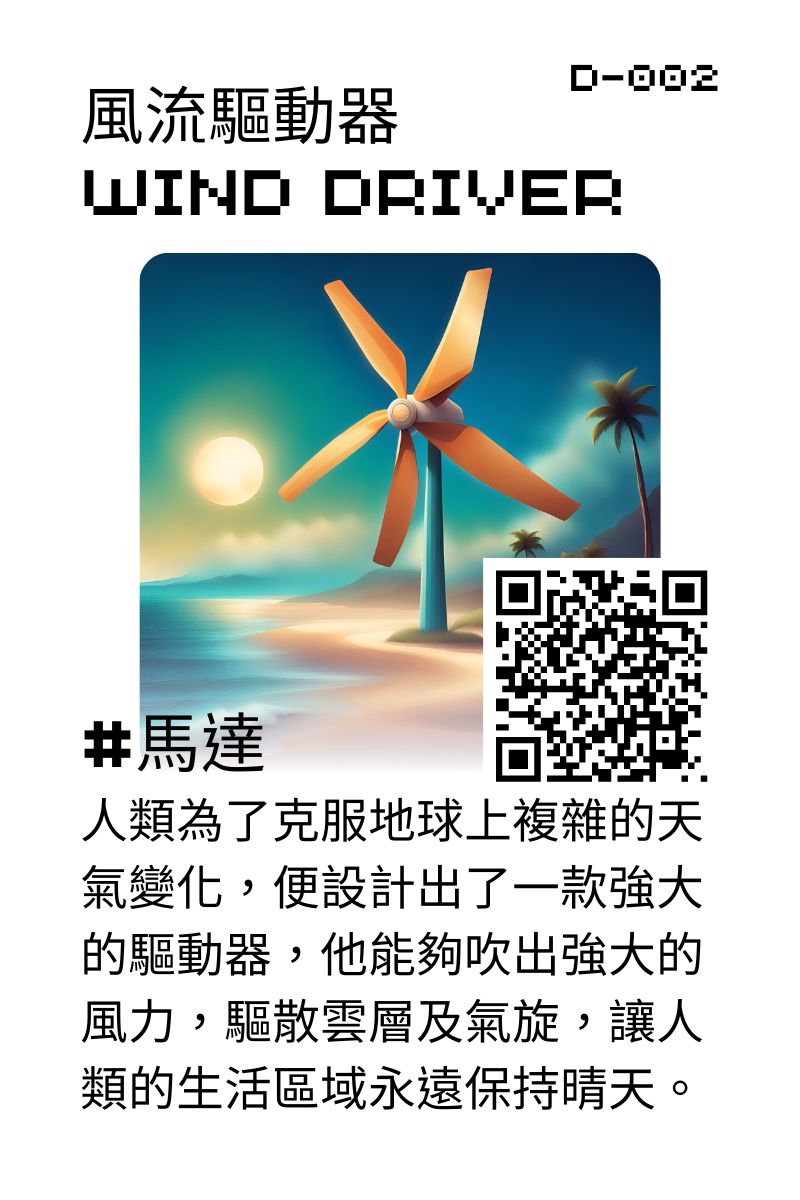 D-002
風流驅動器
WIND DRIVER
#馬達
人類為了克服地球上複雜的天
氣變化，便設計出了一款強大
的驅動器，他能夠吹出強大的
風力，驅散雲層及氣旋，讓人
類的生活區域永遠保持晴天。